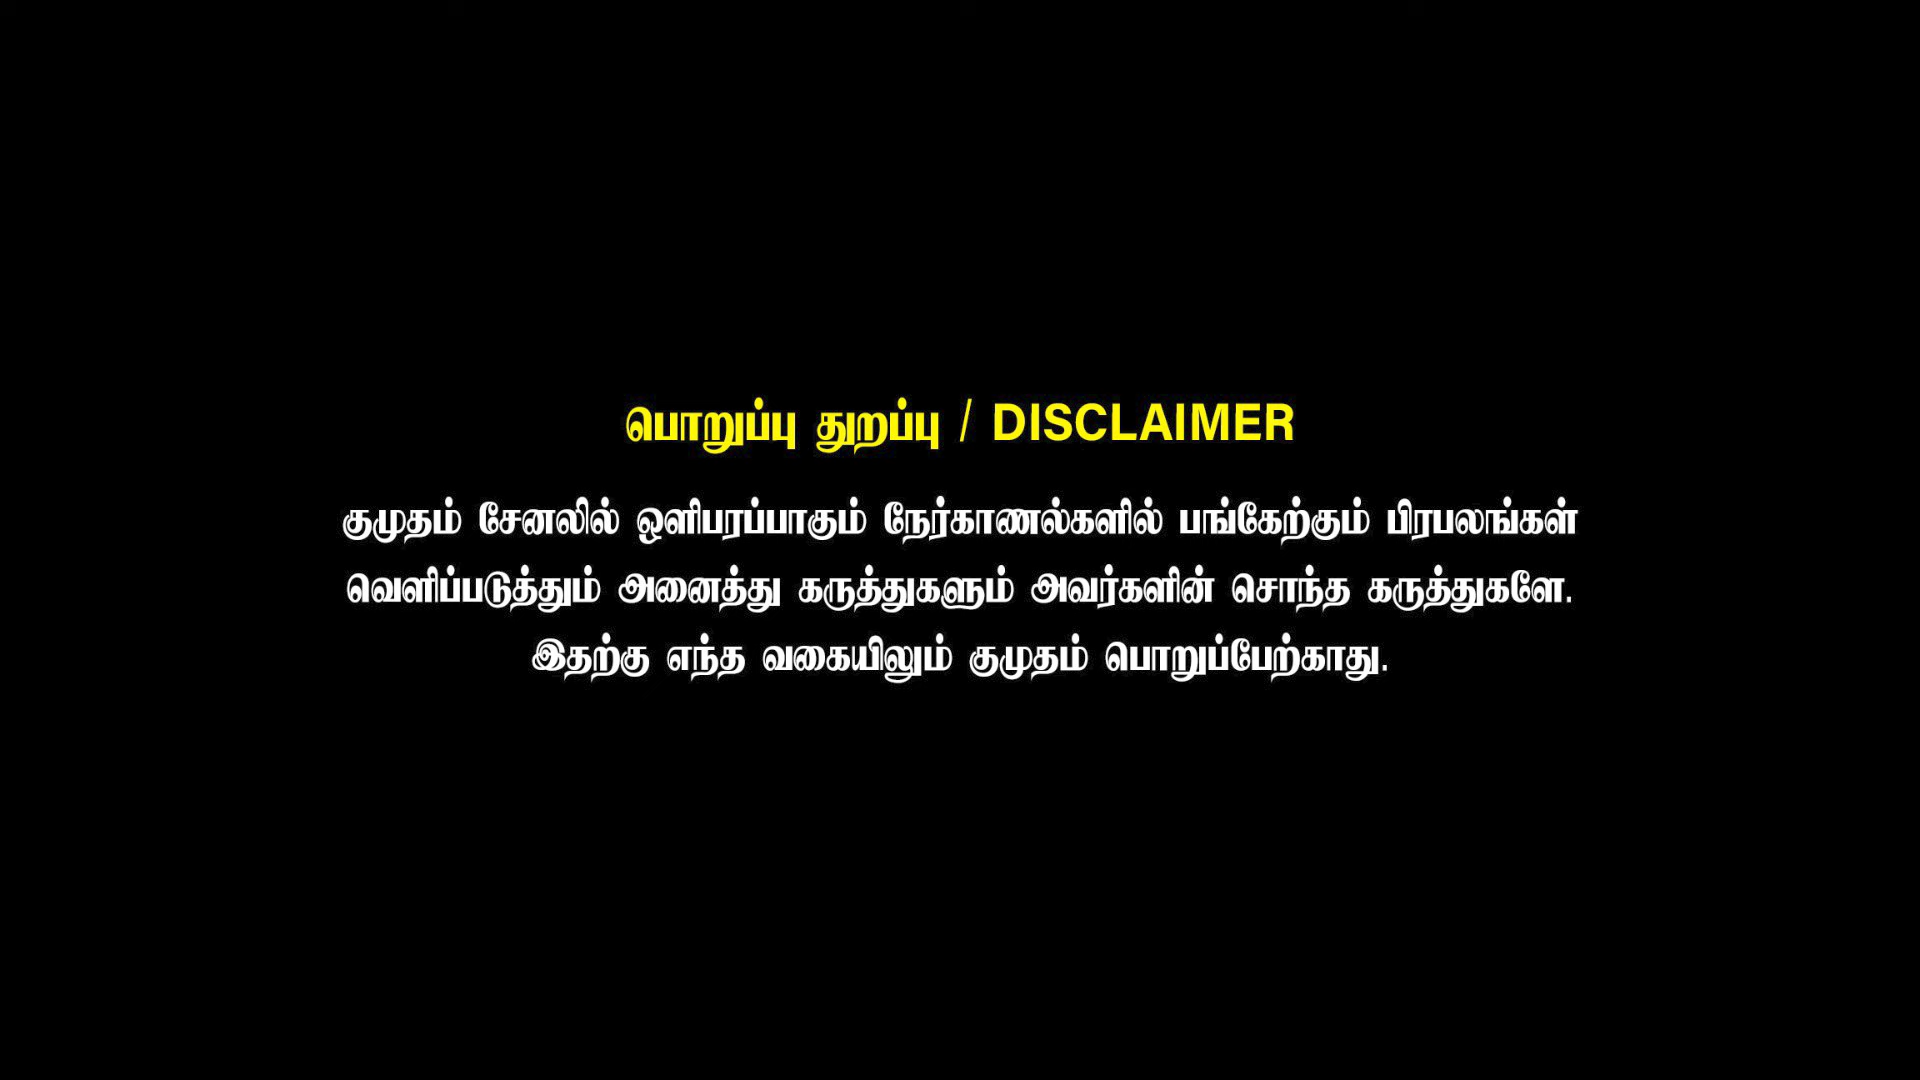 பொறுப்பு துறப்பு / DISCLAIMER
குமுதம் சேனலில் ஒளிபரப்பாகும் நேர்காணல்களில் பங்கேற்கும் பிரபலங்கள்
வெளிப்படுத்தும் அனைத்து கருத்துகளும் அவர்களின் சொந்த கருத்துகளே.
இதற்கு எந்த வகையிலும் குமுதம் பொறுப்பேற்காது.